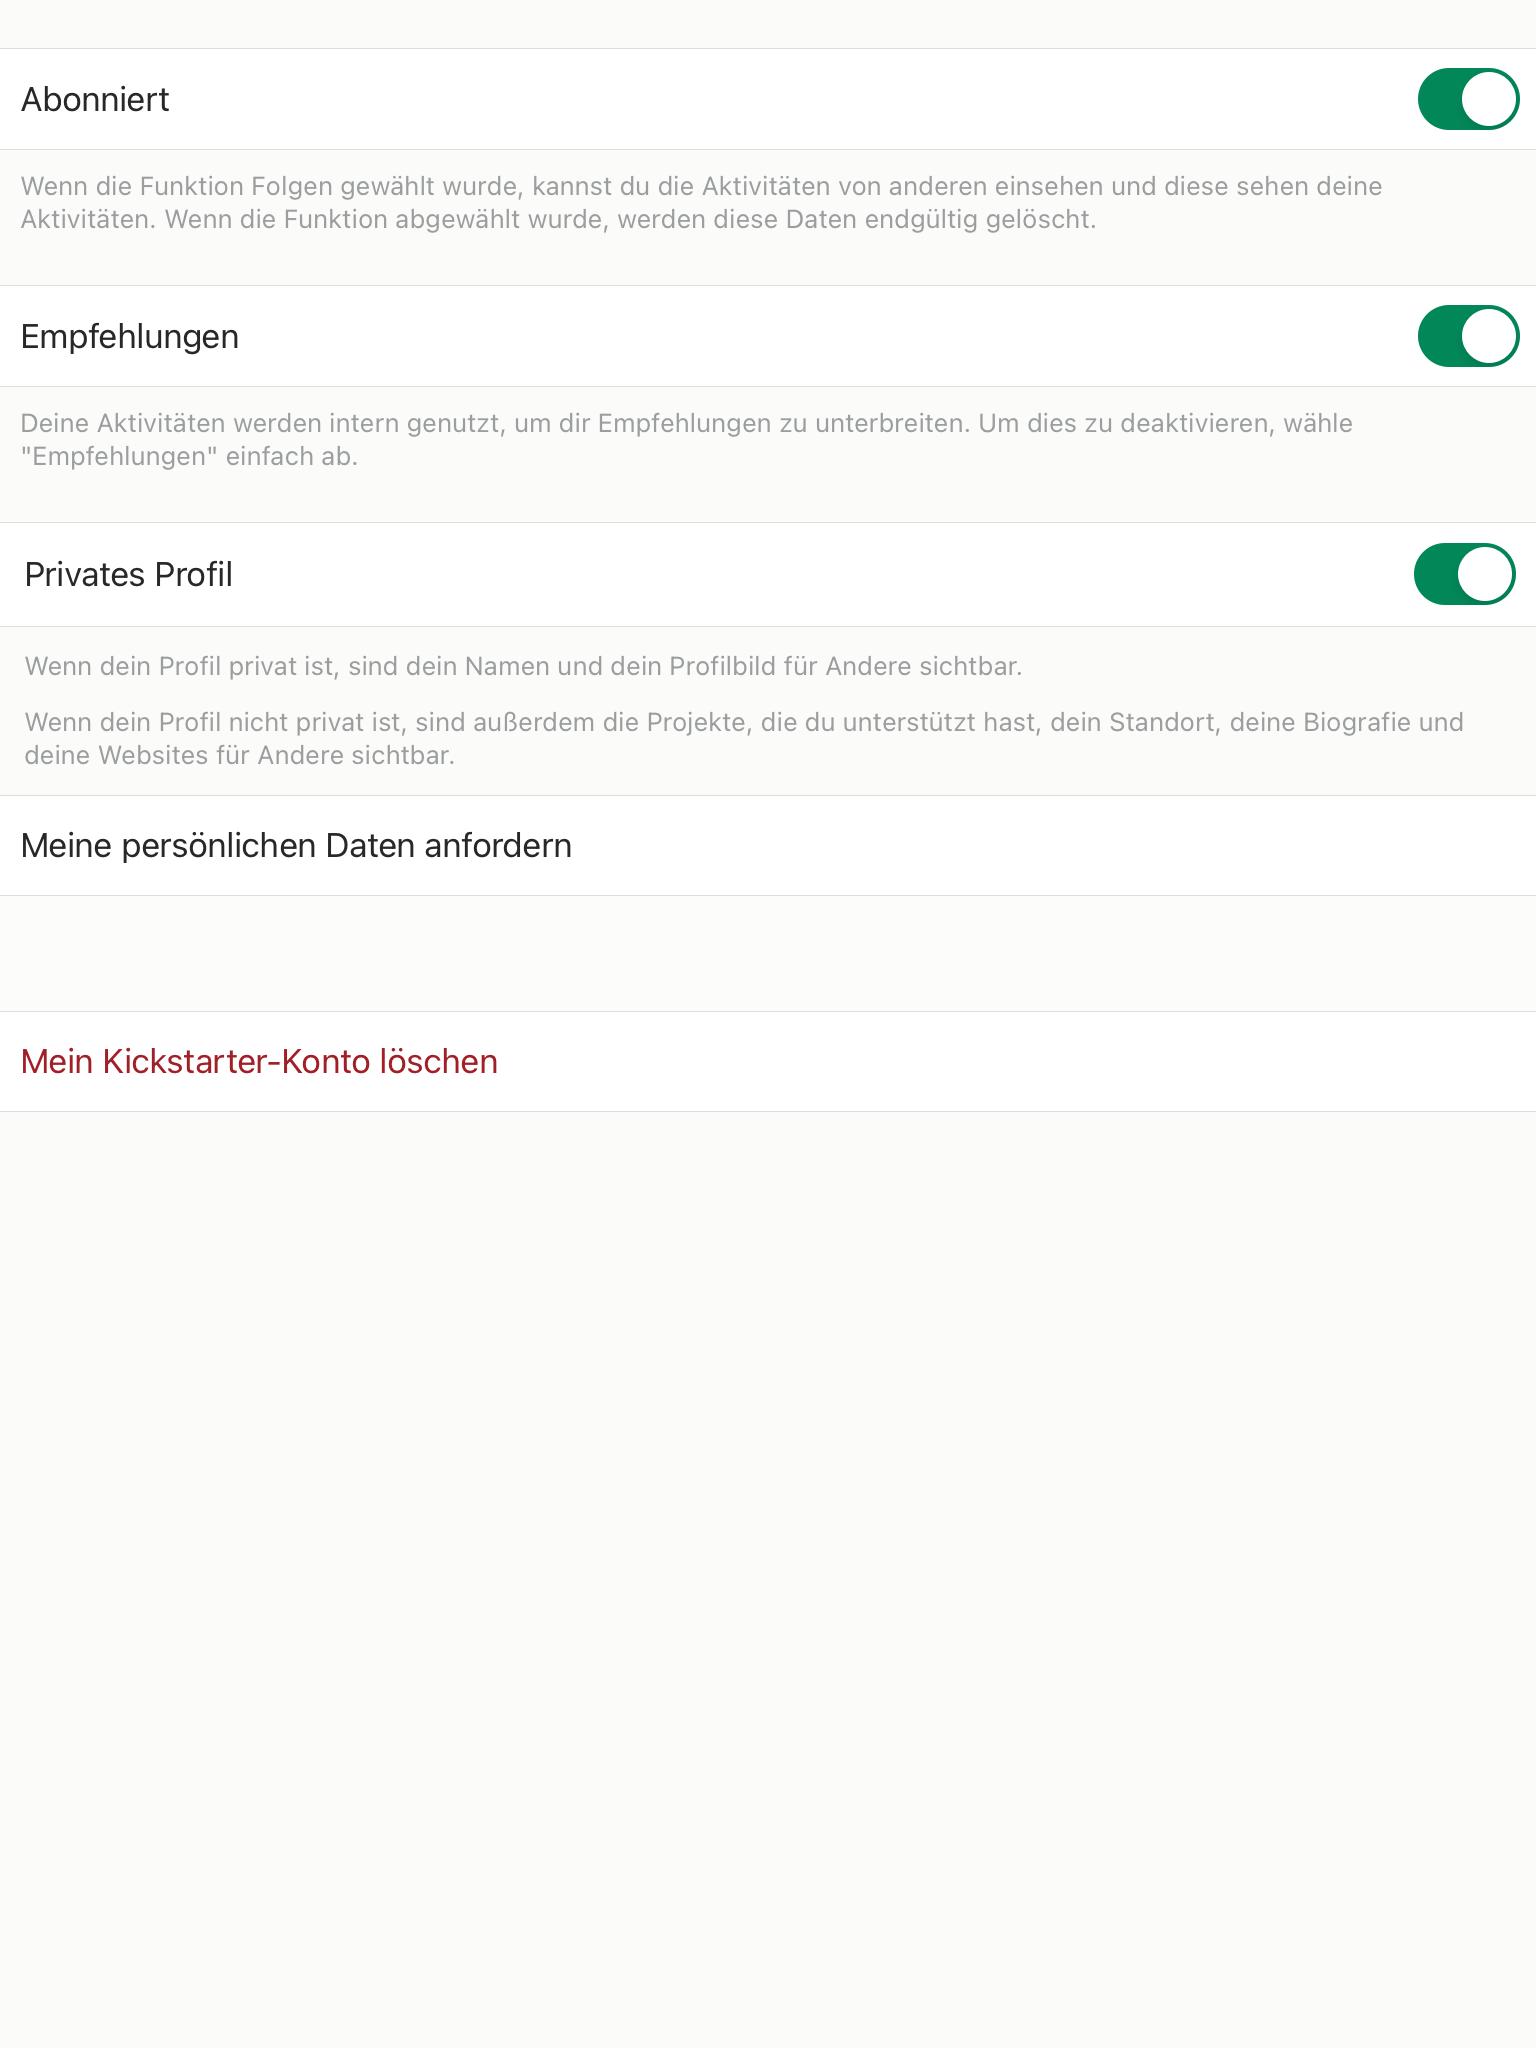 Abonniert
Wenn die Funktion Folgen gewählt wurde, kannst du die Aktivitäten von anderen einsehen und diese sehen deine
Aktivitäten. Wenn die Funktion abgewählt wurde, werden diese Daten endgültig gelöscht.
Empfehlungen
Deine Aktivitäten werden intern genutzt, um dir Empfehlungen zu unterbreiten. Um dies zu deaktivieren, wähle
"Empfehlungen" einfach ab.
Privates Profil
Wenn dein Profil privat ist, sind dein Namen und dein Profilbild für Andere sichtbar.
Wenn dein Profil nicht privat ist, sind außerdem die Projekte, die du unterstützt hast, dein Standort, deine Biografie und
deine Websites für Andere sichtbar.
Meine persönlichen Daten anfordern
Mein Kickstarter-Konto löschen